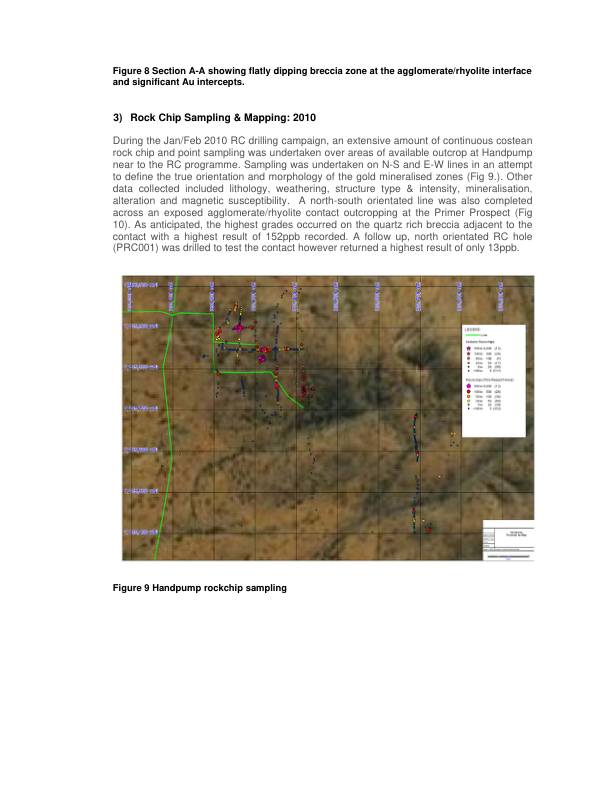 Figure 8 Section A-A showing flatly dipping breccia zone at the agglomerate/rhyolite interface
and significant Au intercepts.
3) Rock Chip Sampling & Mapping: 2010
During the Jan/Feb 2010 RC drilling campaign, an extensive amount of continuous costean
rock chip and point sampling was undertaken over areas of available outcrop at Handpump
near to the RC programme. Sampling was undertaken on N-S and E-W lines in an attempt
to define the true orientation and morphology of the gold mineralised zones (Fig 9.). Other
data collected included lithology, weathering, structure type & intensity, mineralisation,
alteration and magnetic susceptibility. A north-south orientated line was also completed
across an exposed agglomerate/rhyolite contact outcropping at the Primer Prospect (Fig
10). As anticipated, the highest grades occurred on the quartz rich breccia adjacent to the
contact with a highest result of 152ppb recorded. A follow up, north orientated RC hole
(PRC001) was drilled to test the contact however returned a highest result of only 13ppb.
LEGEND
Figure 9 Handpump rockchip sampling